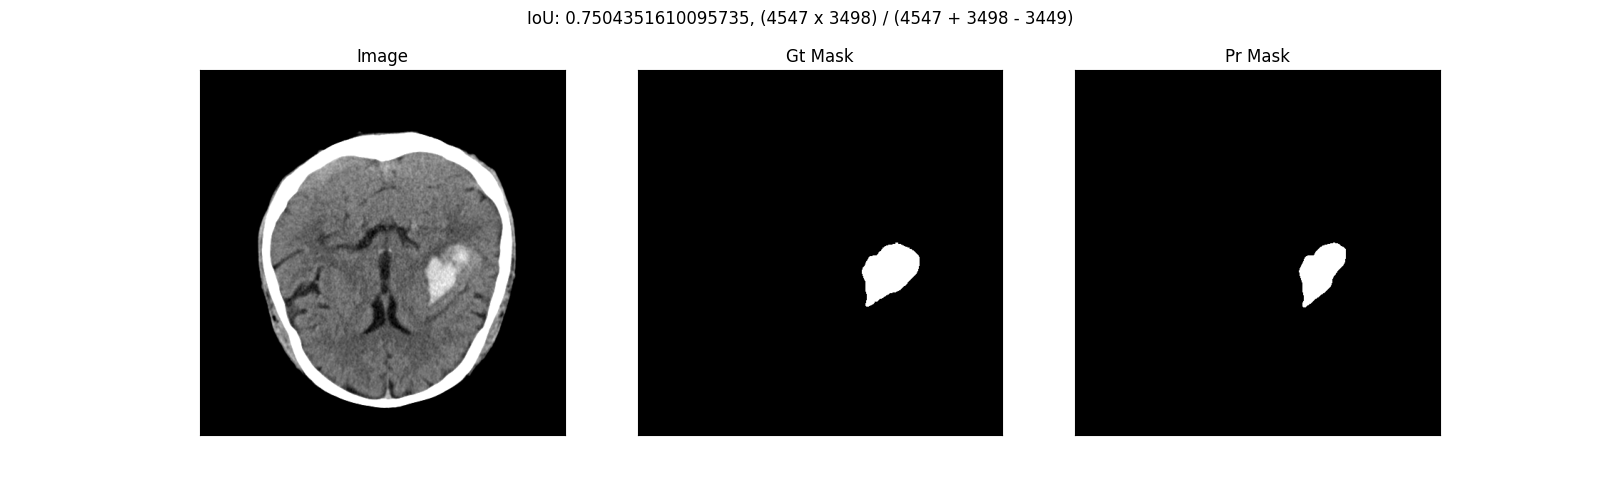 IoU: 0.7504351610095735, (4547 x 3498) / (4547 + 3498 - 3449)
Image
Gt Mask
Pr Mask